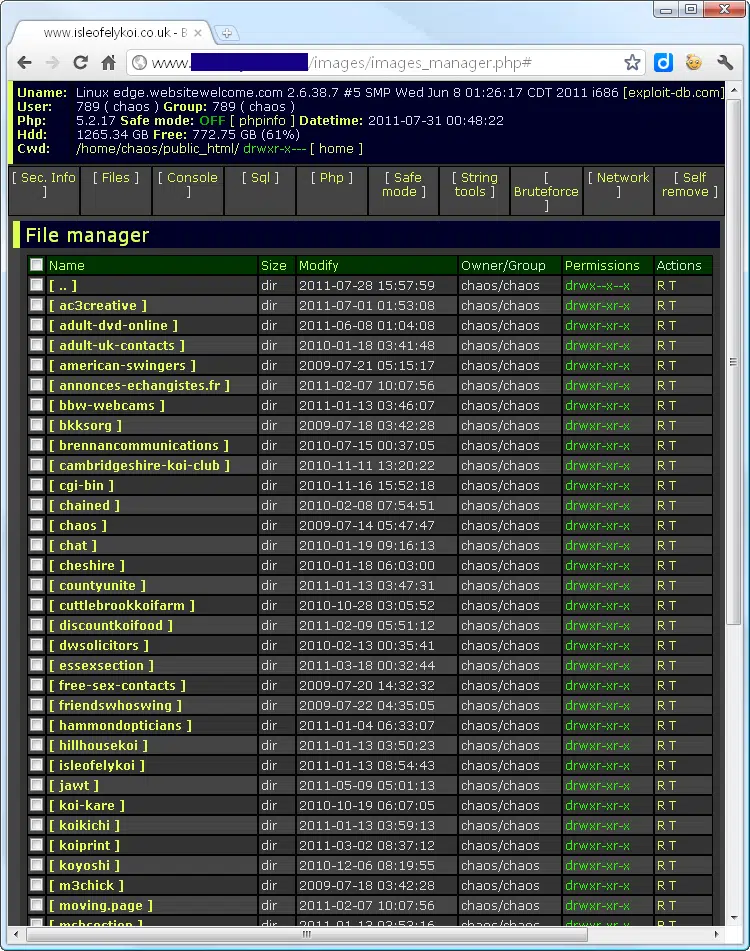 www.isleofelykoi.co.uk - B
www. /images/images_manager.php#
Uname: Linux edge.websitewelcome.com 2.6.38.7 #5 SMP Wed Jun 8 01:26:17 CDT 2011 i686 [exploit-db.com]
User: 789 ( chaos ) Group: 789 ( chaos )
Php: 5.2.17 Safe mode: OFF [ phpinfo ] Datetime: 2011-07-31 00:48:22
Hdd: 1265.34 GB Free: 772.75 GB (61%)
Cwd: /home/chaos/public_html/ drwxr-x--- [ home ]
[ Sec. Info ] [ Files ] [ Console ] [ Sql ] [ Php ] [ Safe mode ] [ String tools ] [ Bruteforce ] [ Network ] [ Self remove ]
File manager
Name Size Modify Owner/Group Permissions Actions
[ .. ] dir 2011-07-28 15:57:59 chaos/chaos drwx--x--x R T
[ ac3creative ] dir 2011-07-01 01:53:08 chaos/chaos drwxr-xr-x R T
[ adult-dvd-online ] dir 2011-06-08 01:04:08 chaos/chaos drwxr-xr-x R T
[ adult-uk-contacts ] dir 2010-01-18 03:41:48 chaos/chaos drwxr-xr-x R T
[ american-swingers ] dir 2009-07-21 05:15:17 chaos/chaos drwxr-xr-x R T
[ annonces-echangistes.fr ] dir 2011-02-07 10:07:56 chaos/chaos drwxr-xr-x R T
[ bbw-webcams ] dir 2011-01-13 03:46:07 chaos/chaos drwxr-xr-x R T
[ bkksorg ] dir 2009-07-18 03:42:28 chaos/chaos drwxr-xr-x R T
[ brennancommunications ] dir 2010-07-15 00:37:05 chaos/chaos drwxr-xr-x R T
[ cambridgeshire-koi-club ] dir 2010-11-11 13:20:22 chaos/chaos drwxr-xr-x R T
[ cgi-bin ] dir 2010-11-16 15:52:18 chaos/chaos drwxr-xr-x R T
[ chained ] dir 2010-02-08 07:54:51 chaos/chaos drwxr-xr-x R T
[ chaos ] dir 2009-07-14 05:47:47 chaos/chaos drwxr-xr-x R T
[ chat ] dir 2010-01-19 09:16:13 chaos/chaos drwxr-xr-x R T
[ cheshire ] dir 2010-01-18 06:03:00 chaos/chaos drwxr-xr-x R T
[ countyunite ] dir 2011-01-13 03:47:31 chaos/chaos drwxr-xr-x R T
[ cuttlebrookkoifarm ] dir 2010-10-28 03:05:52 chaos/chaos drwxr-xr-x R T
[ discountkoifood ] dir 2011-02-09 05:51:12 chaos/chaos drwxr-xr-x R T
[ dwsolicitors ] dir 2010-02-13 00:35:41 chaos/chaos drwxr-xr-x R T
[ essexsection ] dir 2011-03-18 00:32:44 chaos/chaos drwxr-xr-x R T
[ free-sex-contacts ] dir 2009-07-20 14:32:32 chaos/chaos drwxr-xr-x R T
[ friendswhoswing ] dir 2009-07-22 04:35:05 chaos/chaos drwxr-xr-x R T
[ hammondopticians ] dir 2011-01-04 06:33:07 chaos/chaos drwxr-xr-x R T
[ hillhousekoi ] dir 2011-01-13 03:50:23 chaos/chaos drwxr-xr-x R T
[ isleofelykoi ] dir 2011-01-13 08:54:43 chaos/chaos drwxr-xr-x R T
[ jawt ] dir 2011-05-09 05:01:13 chaos/chaos drwxr-xr-x R T
[ koi-kare ] dir 2010-10-19 06:07:05 chaos/chaos drwxr-xr-x R T
[ koikichi ] dir 2011-01-13 03:59:13 chaos/chaos drwxr-xr-x R T
[ koiprint ] dir 2011-03-02 08:37:12 chaos/chaos drwxr-xr-x R T
[ koyoshi ] dir 2010-12-06 08:19:55 chaos/chaos drwxr-xr-x R T
[ m3chick ] dir 2009-07-18 03:42:28 chaos/chaos drwxr-xr-x R T
[ moving.page ] dir 2011-02-07 10:07:56 chaos/chaos drwxr-xr-x R T